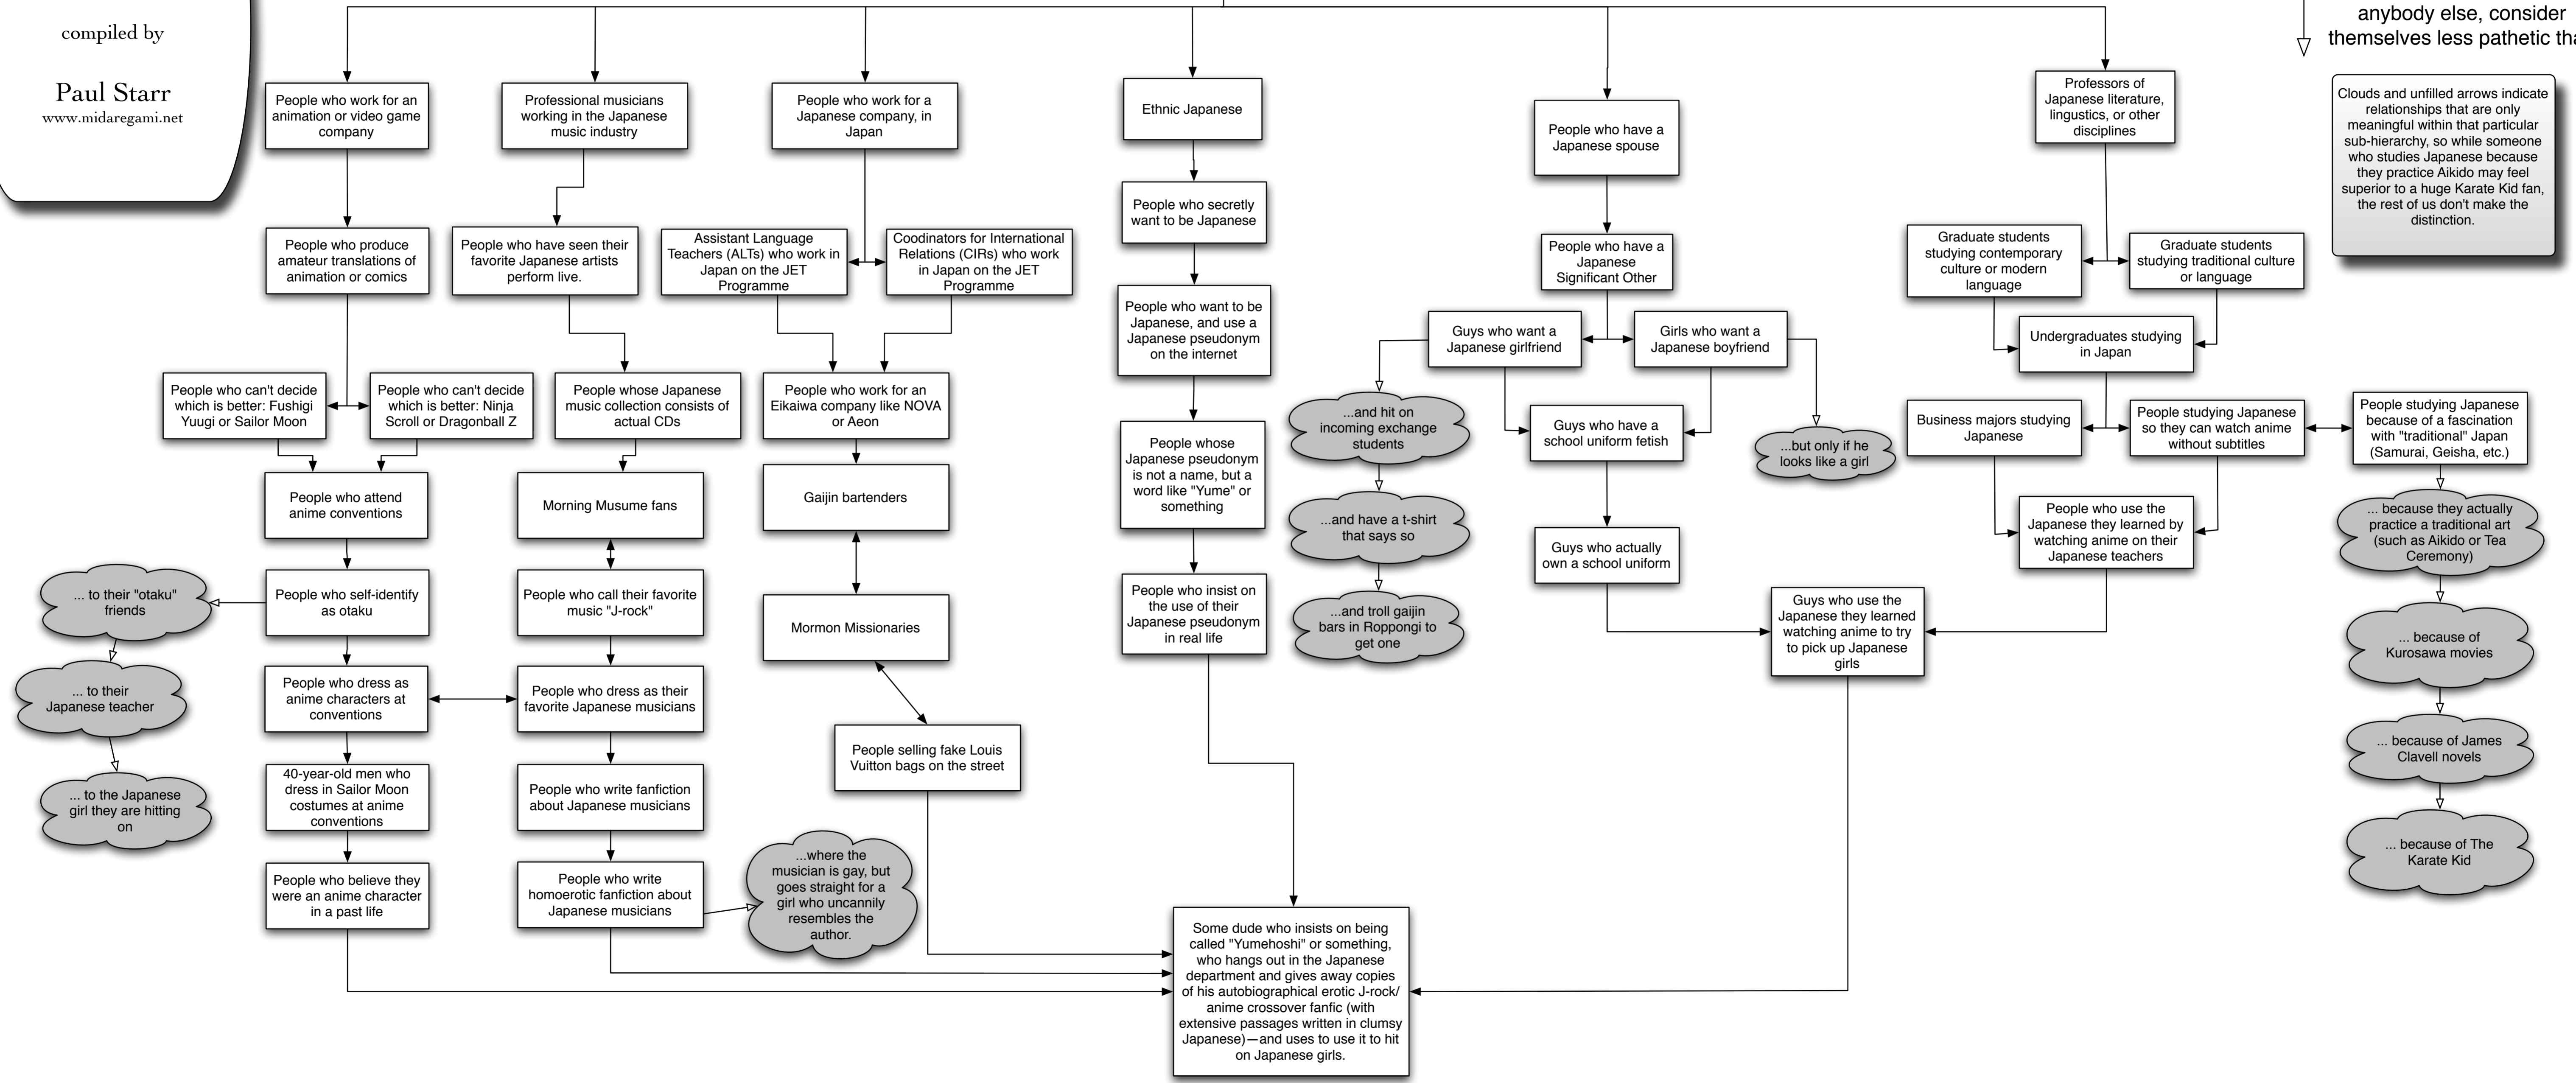 compiled by
Paul Starr
www.midaregami.net
anybody else, consider
themselves less pathetic tha
Clouds and unfilled arrows indicate
relationships that are only
meaningful within that particular
sub-hierarchy, so while someone
who studies Japanese because
they practice Aikido may feel
superior to a huge Karate Kid fan,
the rest of us don't make the
distinction.
People who work for an
animation or video game
company
Professional musicians
working in the Japanese
music industry
People who work for a
Japanese company, in
Japan
Ethnic Japanese
People who have a
Japanese spouse
Professors of
Japanese literature,
lingustics, or other
disciplines
People who secretly
want to be Japanese
People who produce
amateur translations of
animation or comics
People who have seen their
favorite Japanese artists
perform live.
Assistant Language
Teachers (ALTs) who work in
Japan on the JET
Programme
Coodinators for International
Relations (CIRs) who work
in Japan on the JET
Programme
People who have a
Japanese
Significant Other
Graduate students
studying contemporary
culture or modern
language
Graduate students
studying traditional culture
or language
People who want to be
Japanese, and use a
Japanese pseudonym
on the internet
Guys who want a
Japanese girlfriend
Girls who want a
Japanese boyfriend
Undergraduates studying
in Japan
People who can't decide
which is better: Fushigi
Yuugi or Sailor Moon
People who can't decide
which is better: Ninja
Scroll or Dragonball Z
People whose Japanese
music collection consists of
actual CDs
People who work for an
Eikaiwa company like NOVA
or Aeon
...and hit on
incoming exchange
students
Guys who have a
school uniform fetish
...but only if he
looks like a girl
Business majors studying
Japanese
People studying Japanese
so they can watch anime
without subtitles
People studying Japanese
because of a fascination
with "traditional" Japan
(Samurai, Geisha, etc.)
People whose
Japanese pseudonym
is not a name, but a
word like "Yume" or
something
People who attend
anime conventions
Morning Musume fans
Gaijin bartenders
...and have a t-shirt
that says so
Guys who actually
own a school uniform
People who use the
Japanese they learned by
watching anime on their
Japanese teachers
... because they actually
practice a traditional art
(such as Aikido or Tea
Ceremony)
... to their "otaku"
friends
People who self-identify
as otaku
People who call their favorite
music "J-rock"
Mormon Missionaries
People who insist on
the use of their
Japanese pseudonym
in real life
...and troll gaijin
bars in Roppongi to
get one
Guys who use the
Japanese they learned
watching anime to try
to pick up Japanese
girls
... because of
Kurosawa movies
... to their
Japanese teacher
People who dress as
anime characters at
conventions
People who dress as their
favorite Japanese musicians
People selling fake Louis
Vuitton bags on the street
... because of James
Clavell novels
... to the Japanese
girl they are hitting
on
40-year-old men who
dress in Sailor Moon
costumes at anime
conventions
People who write fanfiction
about Japanese musicians
... because of The
Karate Kid
People who believe they
were an anime character
in a past life
People who write
homoerotic fanfiction about
Japanese musicians
...where the
musician is gay, but
goes straight for a
girl who uncannily
resembles the
author.
Some dude who insists on being
called "Yumehoshi" or something,
who hangs out in the Japanese
department and gives away copies
of his autobiographical erotic J-rock/
anime crossover fanfic (with
extensive passages written in clumsy
Japanese)—and uses to use it to hit
on Japanese girls.